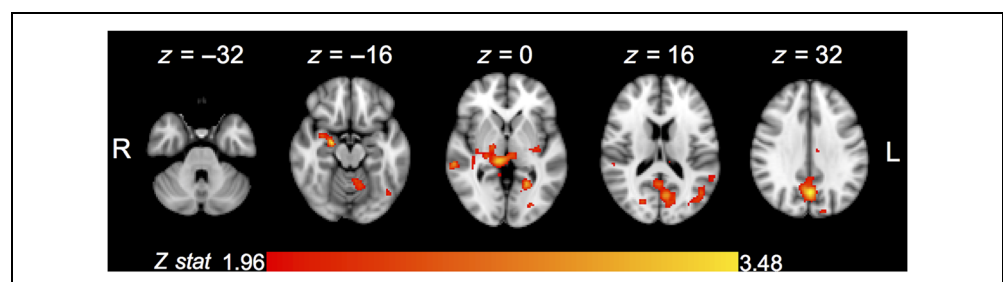 z = –32 z = –16 z = 0 z = 16 z = 32
R L
Z stat 1.96 3.48